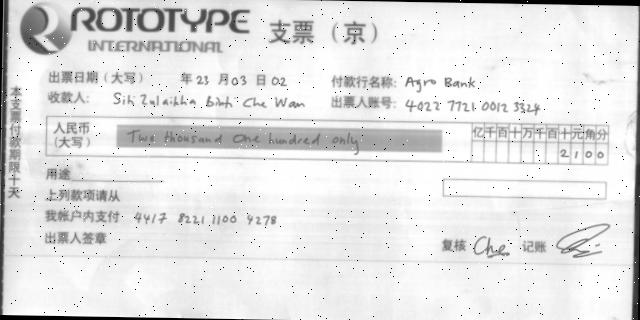 ROTOTYPE
INTERNATIONAL
支票（京）
出票日期（大写） 年 23 月 03 日 02
付款行名称： Agro Bank
收款人： Siti Zulaikha Binti Che Wan
出票人账号： 4022 7721 0012 3324
本支票付款期限十天
人民币
（大写） Two thousand One hundred only
亿千百十万千百十元角分
2100
用途
上列款项请从
我帐户内支付 4417 8221 1100 4278
出票人签章
复核 Che 记账